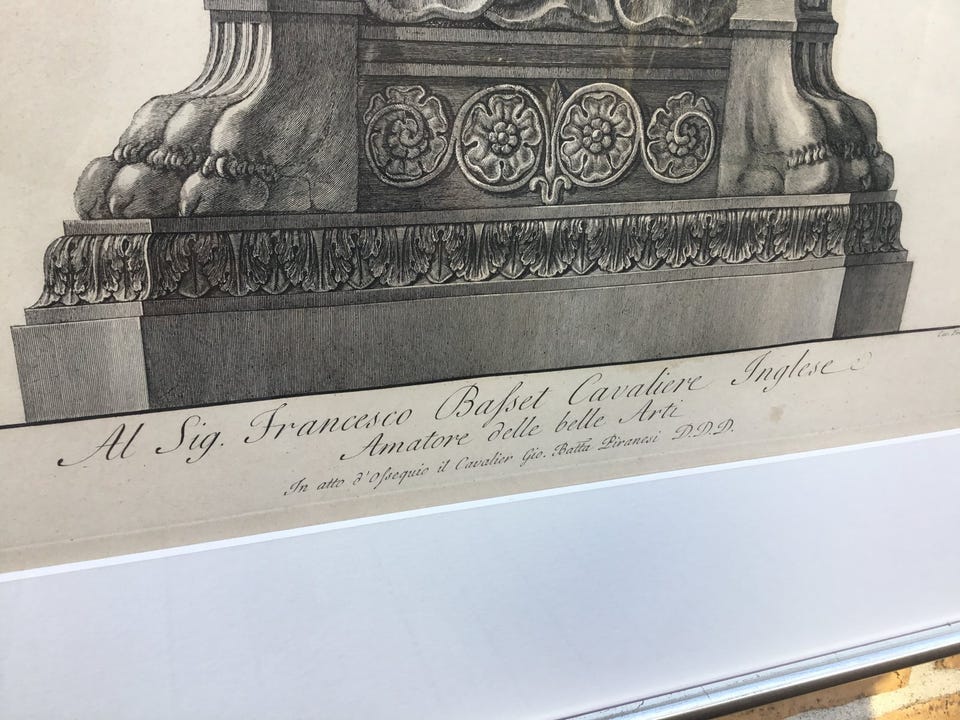 Al Sig. Francesco Baſset Cavaliere Inglese e
Amatore delle belle Arti
In atto d'Oſsequio il Cavalier Gio. Batta Piranesi D.D.D.